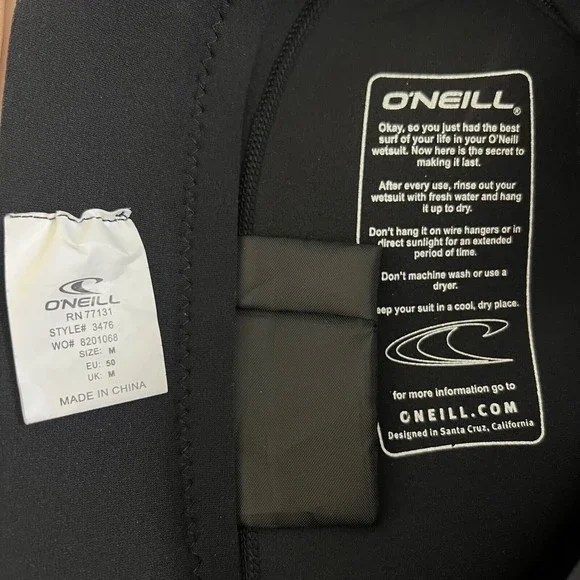 O'NEILL
RN 77131
STYLE# 3476
WO# 8201068
SIZE: M
EU: 50
UK: M
MADE IN CHINA
O'NEILL®
Okay, so you just had the best
surf of your life in your O'Neill
wetsuit. Now here is the secret to
making it last.
After every use, rinse out your
wetsuit with fresh water and hang
it up to dry.
Don't hang it on wire hangers or in
direct sunlight for an extended
period of time.
Don't machine wash or use a
dryer.
eep your suit in a cool, dry place.
for more information go to
ONEILL.COM
Designed in Santa Cruz, California